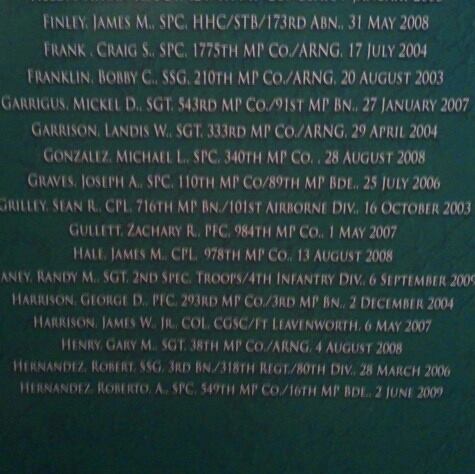 FINLEY, JAMES M., SPC, HHC/STB/173RD ABN., 31 MAY 2008
FRANK , CRAIG S., SPC, 1775TH MP CO./ARNG, 17 JULY 2004
FRANKLIN, BOBBY C., SSG, 210TH MP CO./ARNG, 20 AUGUST 2003
GARRIGUS, MICKEL D., SGT, 543RD MP CO./91ST MP BN., 27 JANUARY 2007
GARRISON, LANDIS W., SGT, 333RD MP CO./ARNG, 29 APRIL 2004
GONZALEZ, MICHAEL L., SPC, 340TH MP CO. , 28 AUGUST 2008
GRAVES, JOSEPH A., SPC, 110TH MP CO/89TH MP BDE., 25 JULY 2006
GRILLEY, SEAN R., CPL, 716TH MP BN./101ST AIRBORNE DIV., 16 OCTOBER 2003
GULLETT, ZACHARY R., PFC, 984TH MP CO., 1 MAY 2007
HALE, JAMES M., CPL, 978TH MP CO., 13 AUGUST 2008
ANEY, RANDY M., SGT, 2ND SPEC. TROOPS/4TH INFANTRY DIV., 6 SEPTEMBER 2009
HARRISON, GEORGE D., PFC, 293RD MP CO./3RD MP BN., 2 DECEMBER 2004
HARRISON, JAMES W., JR., COL, CGSC/FT LEAVENWORTH, 6 MAY 2007
HENRY, GARY M., SGT, 38TH MP CO./ARNG, 4 AUGUST 2008
HERNANDEZ, ROBERT, SSG, 3RD BN./318TH REGT./80TH DIV., 28 MARCH 2006
HERNANDEZ, ROBERTO, A., SPC, 549TH MP CO./16TH MP BDE., 2 JUNE 2009